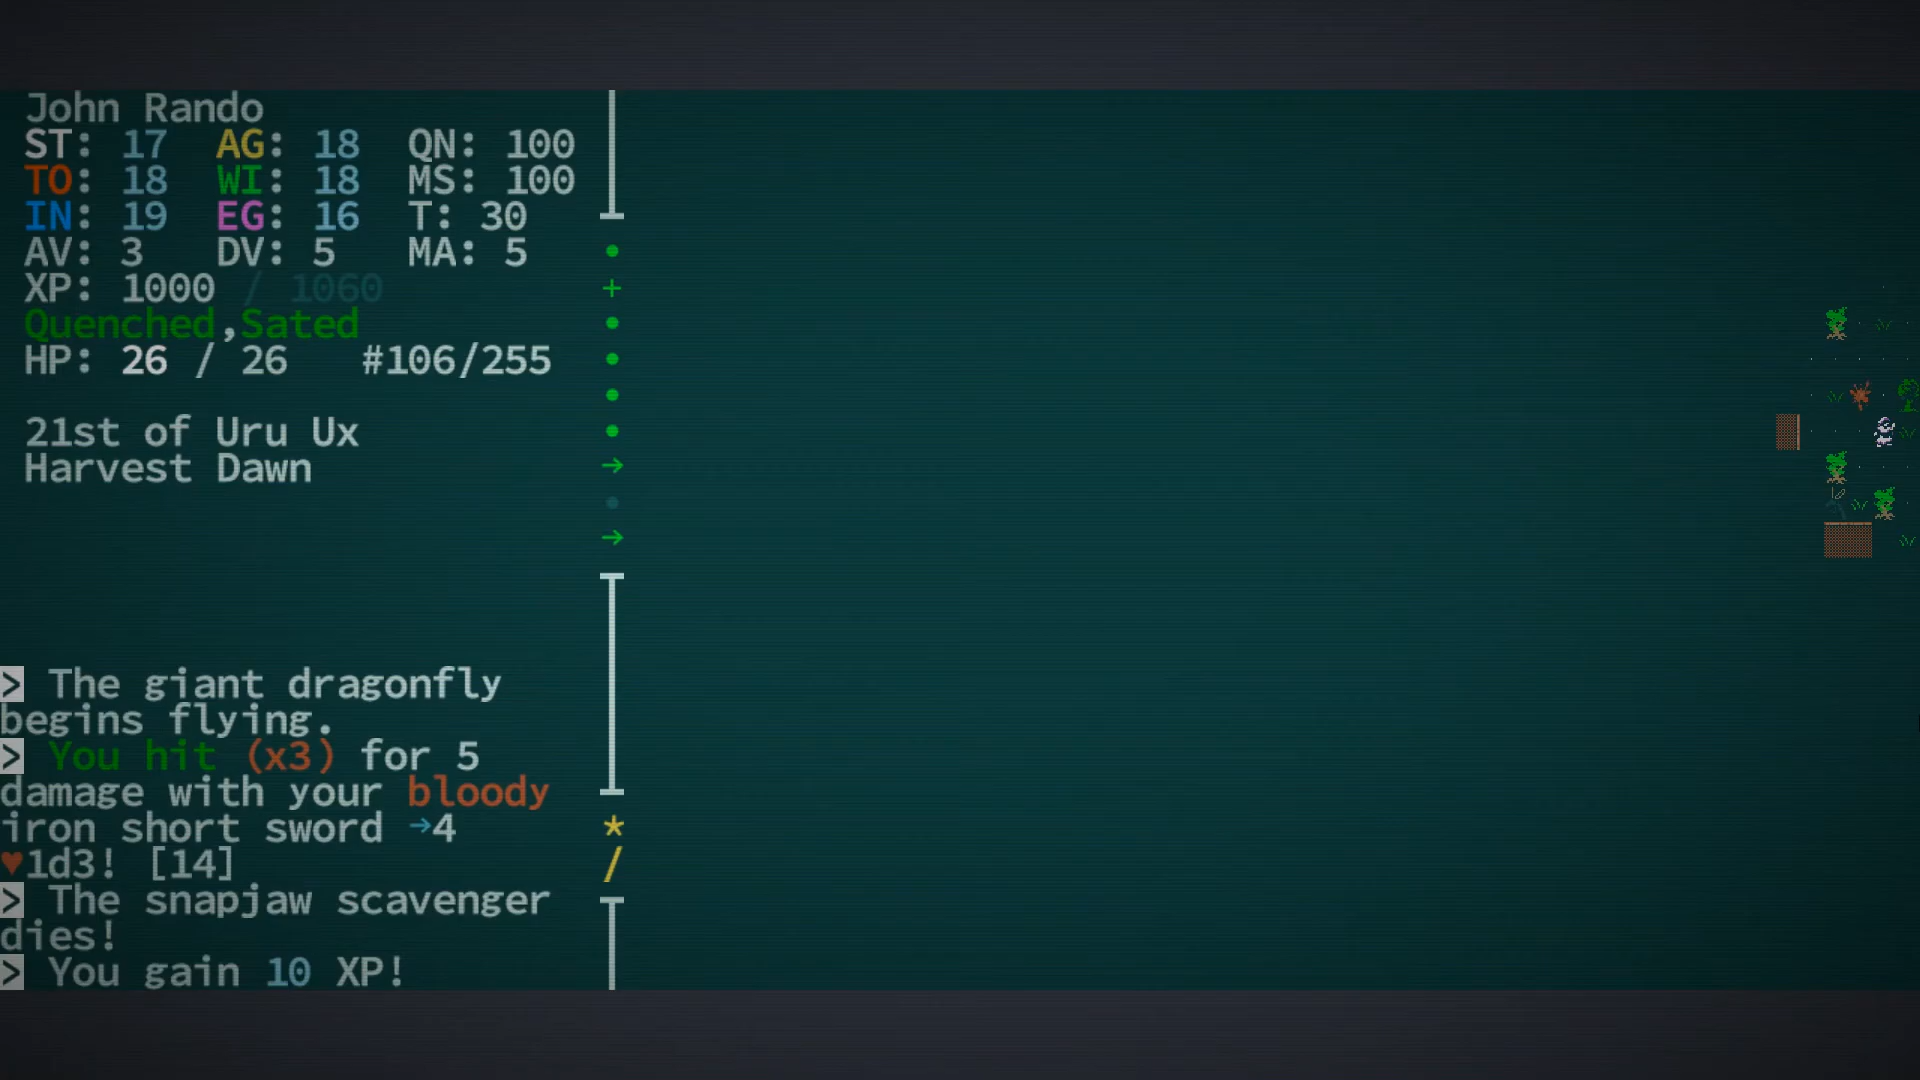 John Rando
ST: 17 AG: 18 QN: 100
TO: 18 WI: 18 MS: 100
IN: 19 EG: 16 T: 30
AV: 3 DV: 5 MA: 5
XP: 1000 / 1060
Quenched,Sated
HP: 26 / 26 #106/255
21st of Uru Ux
Harvest Dawn
> The giant dragonfly
begins flying.
> You hit (x3) for 5
damage with your bloody
iron short sword →4
♥1d3! [14]
> The snapjaw scavenger
dies!
> You gain 10 XP!